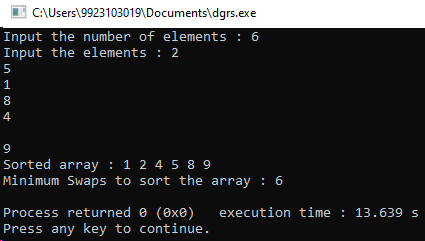 C:\Users\9923103019\Documents\dgrs.exe
Input the number of elements : 6
Input the elements : 2
5
1
8
4
9
Sorted array : 1 2 4 5 8 9
Minimum Swaps to sort the array : 6
Process returned 0 (0x0)   execution time : 13.639 s
Press any key to continue.